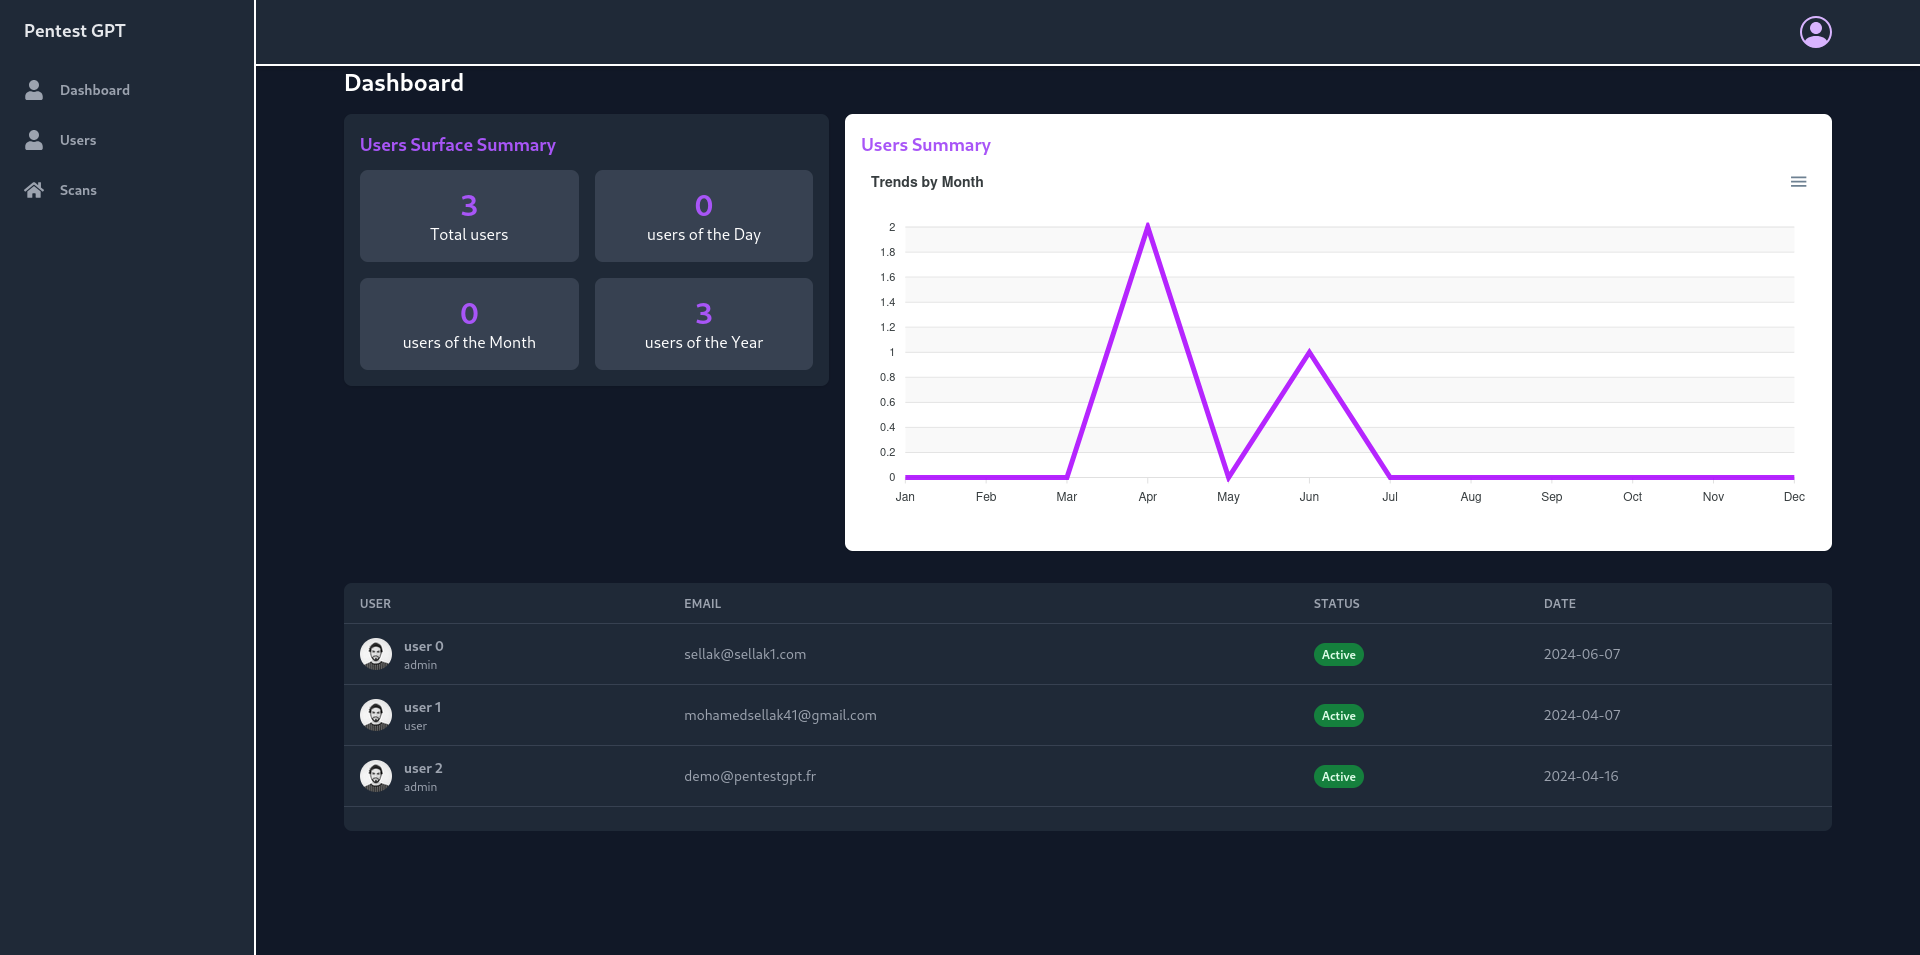 Pentest GPT
Dashboard
Users
Scans
Dashboard
Users Surface Summary
3
Total users
0
users of the Day
0
users of the Month
3
users of the Year
Users Summary
Trends by Month
2
1.8
1.6
1.4
1.2
1
0.8
0.6
0.4
0.2
0
Jan Feb Mar Apr May Jun Jul Aug Sep Oct Nov Dec
USER EMAIL STATUS DATE
user 0
admin
sellak@sellak1.com Active 2024-06-07
user 1
user
mohamedsellak41@gmail.com Active 2024-04-07
user 2
admin
demo@pentestgpt.fr Active 2024-04-16